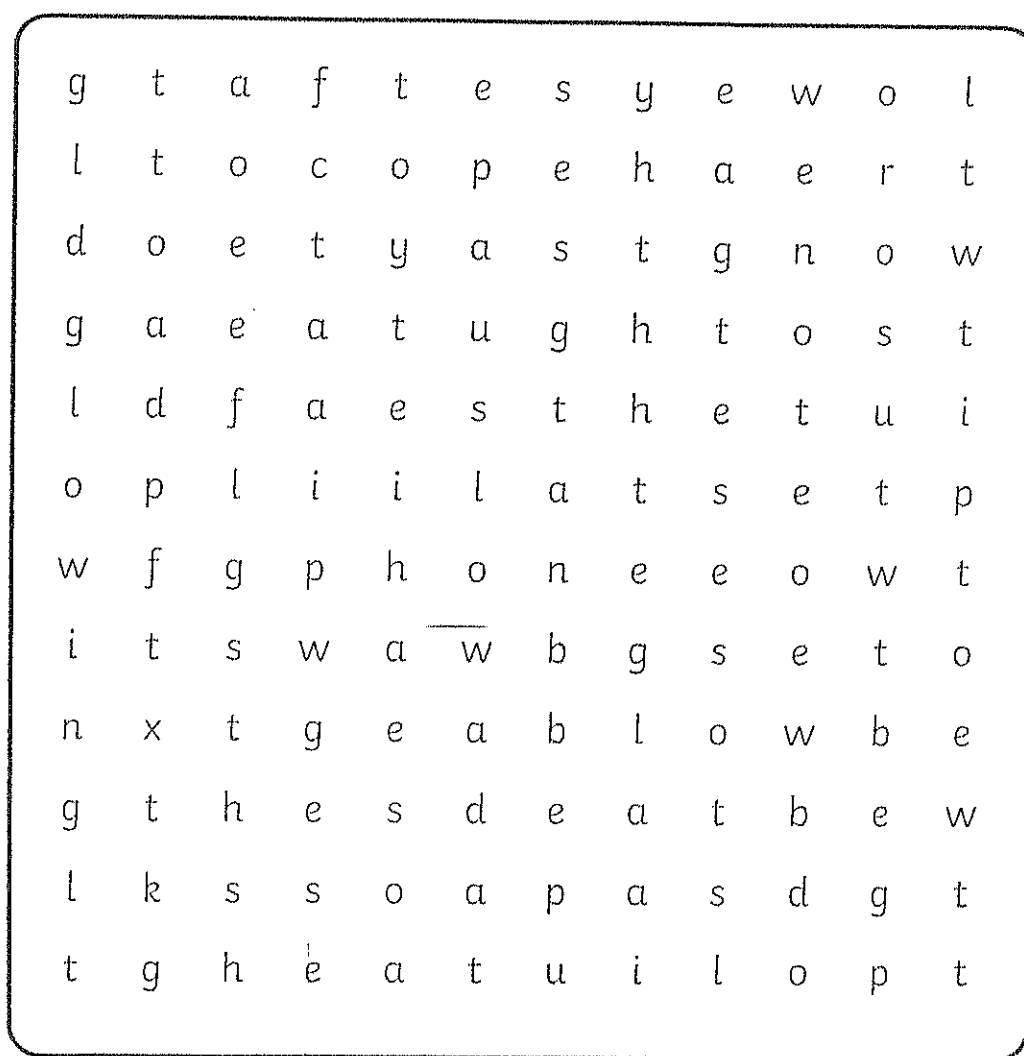 g t a f t e s y e w o l
l t o c o p e h a e r t
d o e t y a s t g n o w
g a e a t u g h t o s t
l d f a e s t h e t u i
o p l i i l a t s e t p
w f g p h o n e e o w t
i t s w a w b g s e t o
n x t g e a b l o w b e
g t h e s d e a t b e w
l k s s o a p a s d g t
t g h e a t u i l o p t